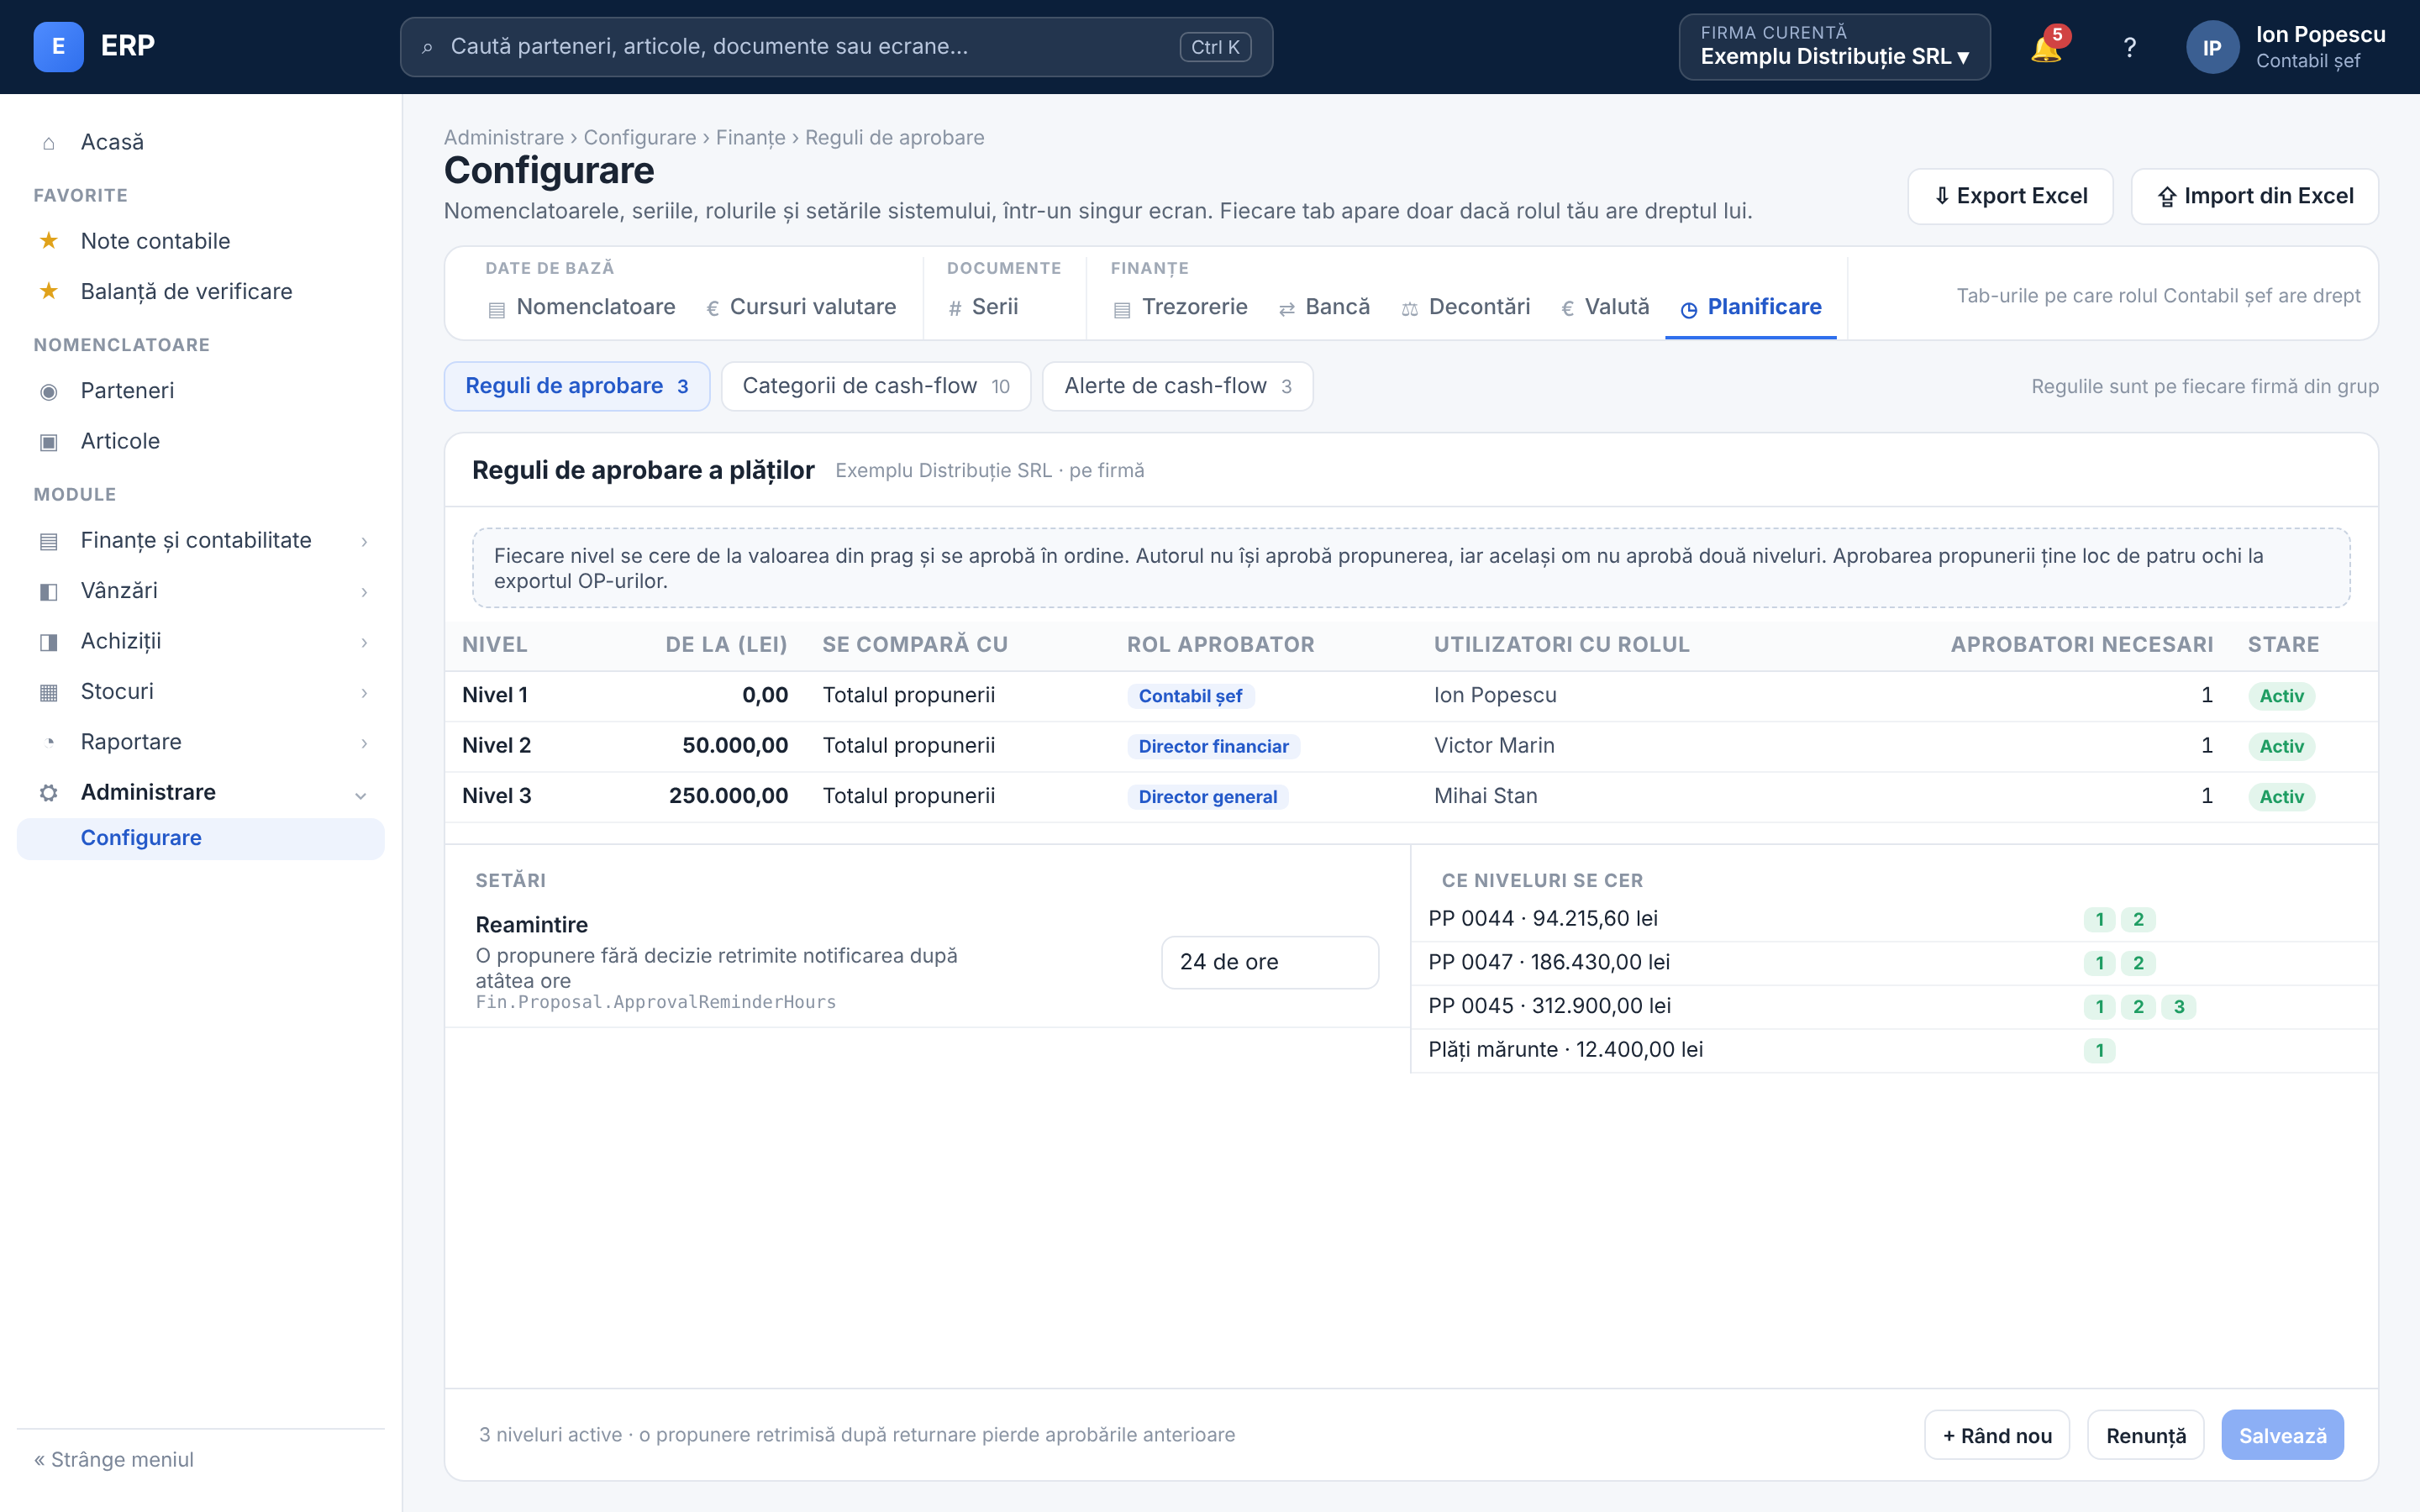 E ERP
Caută parteneri, articole, documente sau ecrane... Ctrl K
FIRMA CURENTĂ
Exemplu Distribuție SRL ▾
5
?
IP
Ion Popescu
Contabil șef
Acasă
FAVORITE
Note contabile
Balanță de verificare
NOMENCLATOARE
Parteneri
Articole
MODULE
Finanțe și contabilitate
Vânzări
Achiziții
Stocuri
Raportare
Administrare
Configurare
« Strânge meniul
Administrare › Configurare › Finanțe › Reguli de aprobare
Configurare
Nomenclatoarele, seriile, rolurile și setările sistemului, într-un singur ecran. Fiecare tab apare doar dacă rolul tău are dreptul lui.
Export Excel
Import din Excel
DATE DE BAZĂ
Nomenclatoare € Cursuri valutare
DOCUMENTE
# Serii
FINANȚE
Trezorerie Bancă Decontări € Valută Planificare
Tab-urile pe care rolul Contabil șef are drept
Reguli de aprobare 3
Categorii de cash-flow 10
Alerte de cash-flow 3
Regulile sunt pe fiecare firmă din grup
Reguli de aprobare a plăților Exemplu Distribuție SRL · pe firmă
Fiecare nivel se cere de la valoarea din prag și se aprobă în ordine. Autorul nu își aprobă propunerea, iar același om nu aprobă două niveluri. Aprobarea propunerii ține loc de patru ochi la
exportul OP-urilor.
NIVEL DE LA (LEI) SE COMPARĂ CU ROL APROBATOR UTILIZATORI CU ROLUL APROBATORI NECESARI STARE
Nivel 1 0,00 Totalul propunerii Contabil șef Ion Popescu 1 Activ
Nivel 2 50.000,00 Totalul propunerii Director financiar Victor Marin 1 Activ
Nivel 3 250.000,00 Totalul propunerii Director general Mihai Stan 1 Activ
SETĂRI
Reamintire
O propunere fără decizie retrimite notificarea după
atâtea ore
Fin.Proposal.ApprovalReminderHours
24 de ore
CE NIVELURI SE CER
PP 0044 · 94.215,60 lei 1 2
PP 0047 · 186.430,00 lei 1 2
PP 0045 · 312.900,00 lei 1 2 3
Plăți mărunte · 12.400,00 lei 1
3 niveluri active · o propunere retrimisă după returnare pierde aprobările anterioare
+ Rând nou
Renunță
Salvează